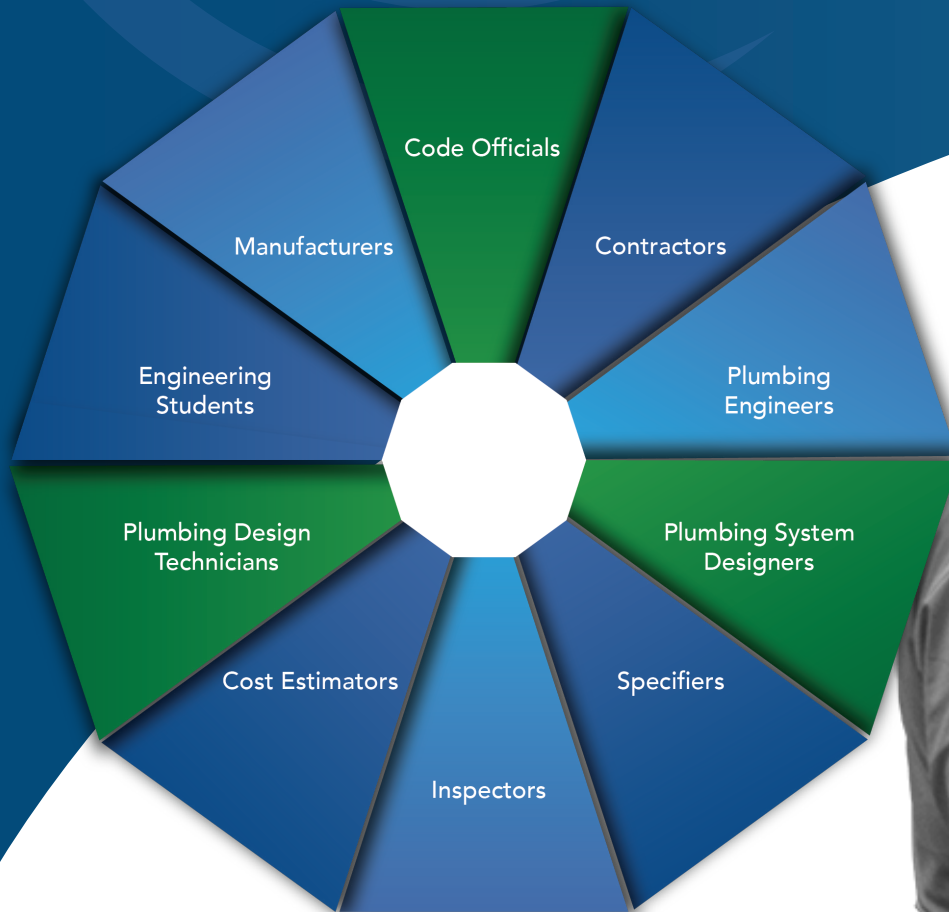 Code Officials
Contractors
Plumbing
Engineers
Plumbing System
Designers
Specifiers
Inspectors
Cost Estimators
Plumbing Design
Technicians
Engineering
Students
Manufacturers